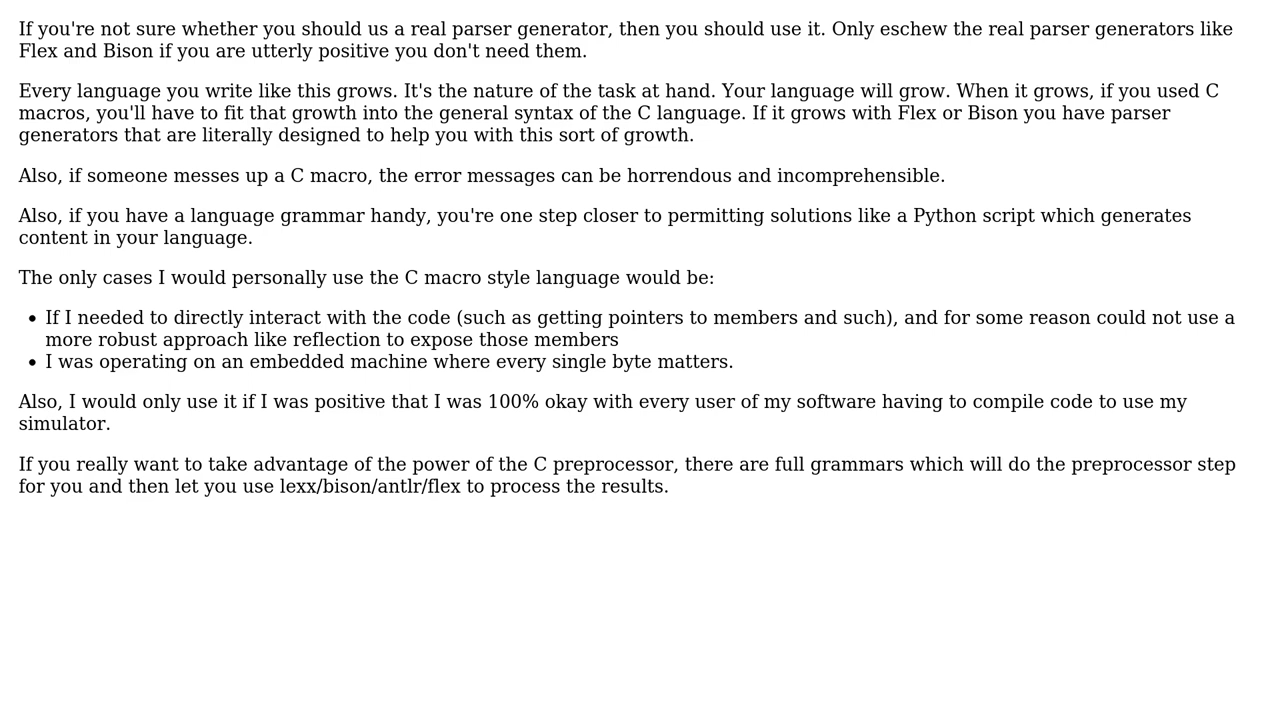 If you're not sure whether you should us a real parser generator, then you should use it. Only eschew the real parser generators like
Flex and Bison if you are utterly positive you don't need them.
Every language you write like this grows. It's the nature of the task at hand. Your language will grow. When it grows, if you used C
macros, you'll have to fit that growth into the general syntax of the C language. If it grows with Flex or Bison you have parser
generators that are literally designed to help you with this sort of growth.
Also, if someone messes up a C macro, the error messages can be horrendous and incomprehensible.
Also, if you have a language grammar handy, you're one step closer to permitting solutions like a Python script which generates
content in your language.
The only cases I would personally use the C macro style language would be:
• If I needed to directly interact with the code (such as getting pointers to members and such), and for some reason could not use a
more robust approach like reflection to expose those members
• I was operating on an embedded machine where every single byte matters.
Also, I would only use it if I was positive that I was 100% okay with every user of my software having to compile code to use my
simulator.
If you really want to take advantage of the power of the C preprocessor, there are full grammars which will do the preprocessor step
for you and then let you use lexx/bison/antlr/flex to process the results.